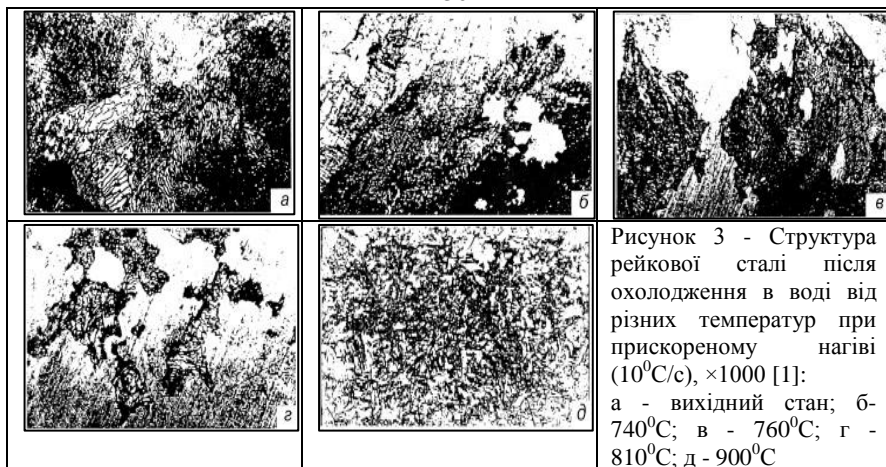 а
б
в
г
д
Рисунок 3 - Структура
рейкової сталі після
охолодження в воді від
різних температур при
прискореному нагіві
(10⁰С/с), ×1000 [1]:
а - вихідний стан; б-
740⁰С; в - 760⁰С; г -
810⁰С; д - 900⁰С